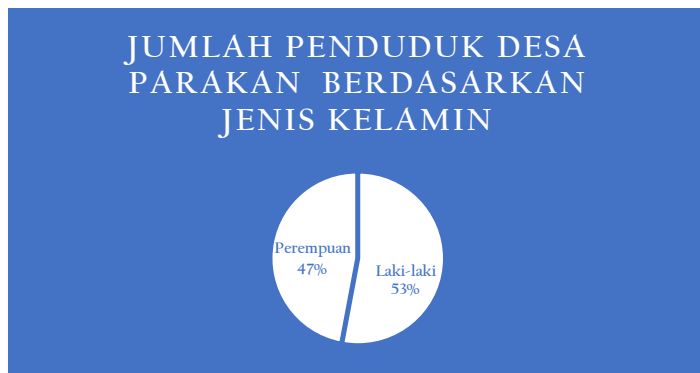 JUMLAH PENDUDUK DESA
PARAKAN BERDASARKAN
JENIS KELAMIN
Perempuan
47%
Laki-laki
53%